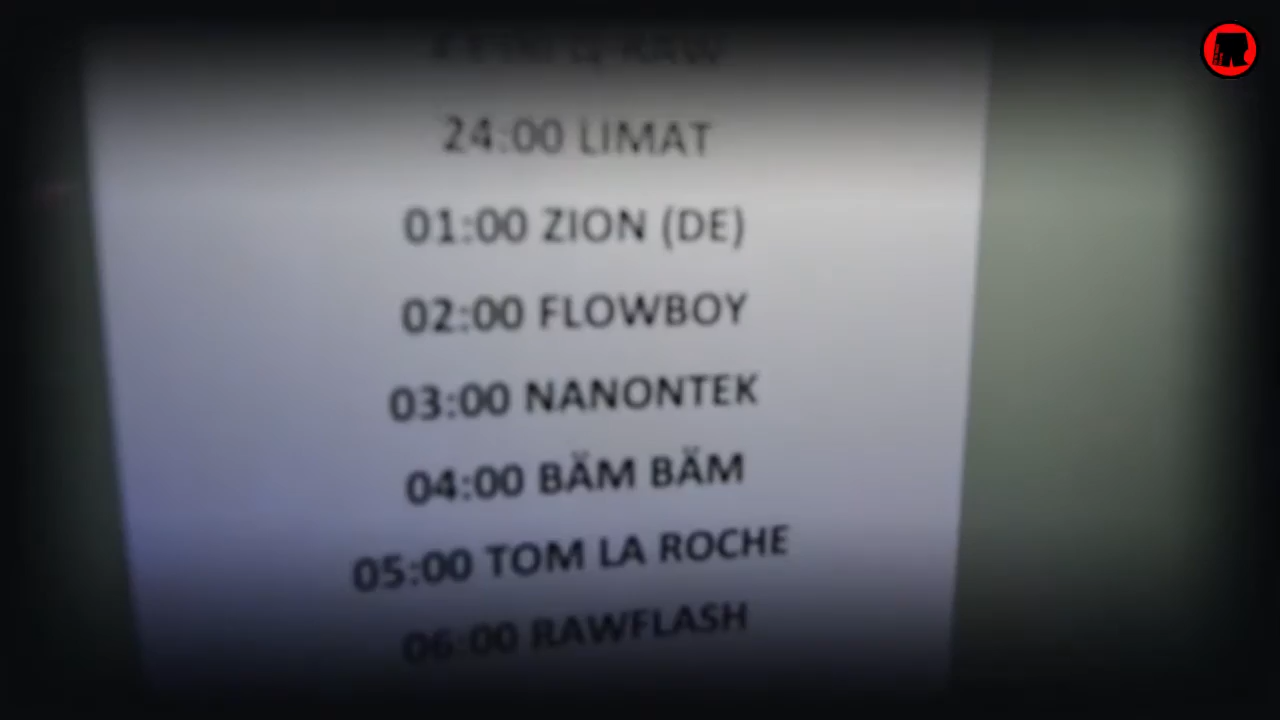 24:00 LIMAT
01:00 ZION (DE)
02:00 FLOWBOY
03:00 NANONTEK
04:00 BÄM BÄM
05:00 TOM LA ROCHE
06:00 RAWFLASH